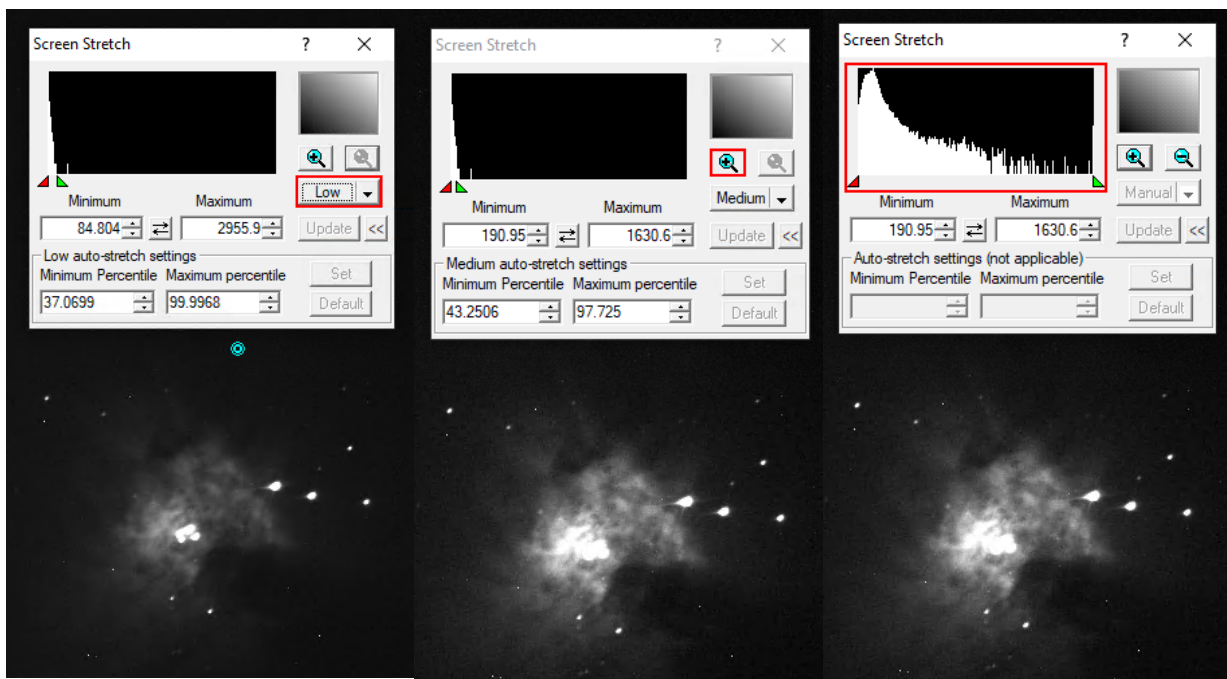 Screen Stretch ? ×
Low
Minimum Maximum
84.804 2955.9 Update <<
Low auto-stretch settings
Minimum Percentile Maximum percentile Set
37.0699 99.9968 Default
Screen Stretch ? ×
Medium
Minimum Maximum
190.95 1630.6 Update <<
Medium auto-stretch settings
Minimum Percentile Maximum percentile Set
43.2506 97.725 Default
Screen Stretch ? ×
Manual
Minimum Maximum
190.95 1630.6 Update <<
Auto-stretch settings (not applicable)
Minimum Percentile Maximum percentile Set
Default